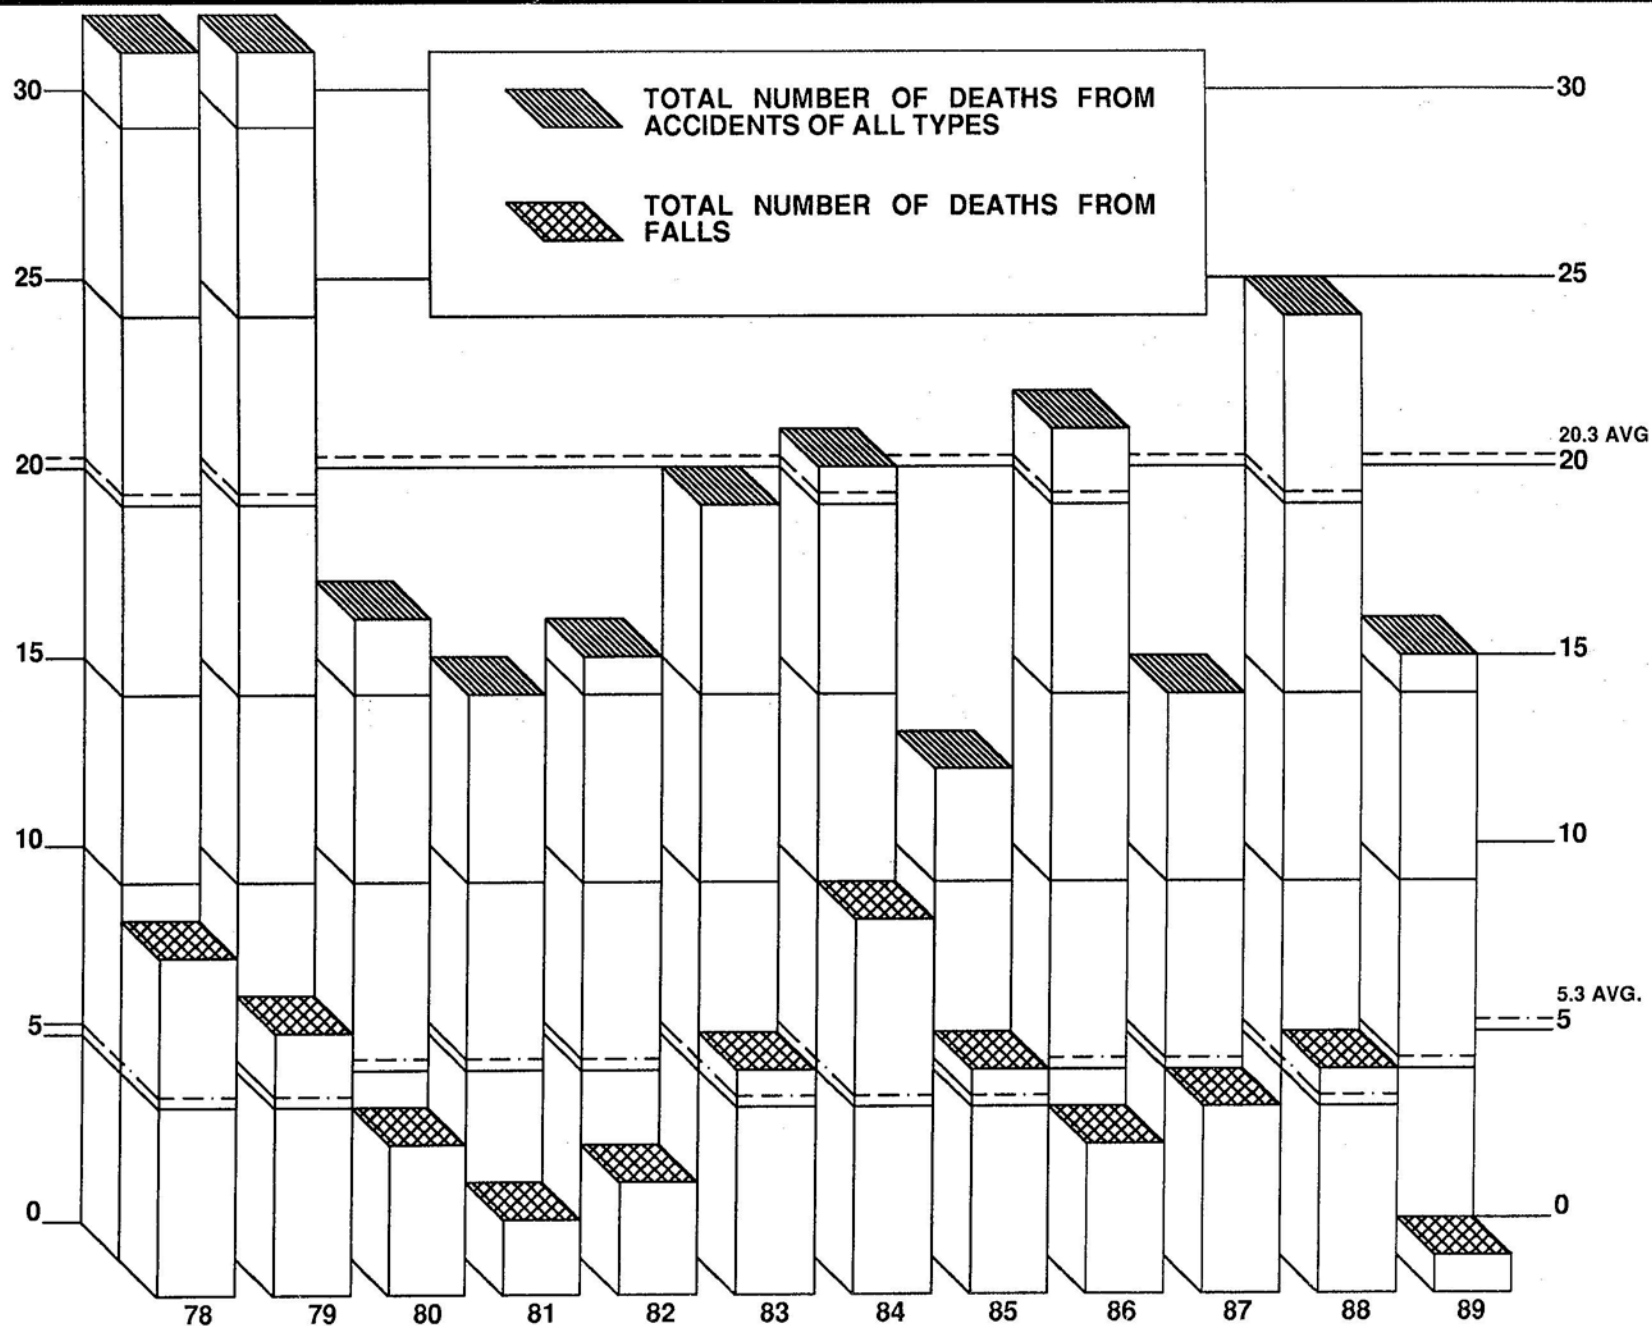 TOTAL NUMBER OF DEATHS FROM
ACCIDENTS OF ALL TYPES
TOTAL NUMBER OF DEATHS FROM
FALLS
30
30
25
25
20.3 AVG
20
20
15
15
10
10
5.3 AVG.
5
5
0
0
78 79 80 81 82 83 84 85 86 87 88 89